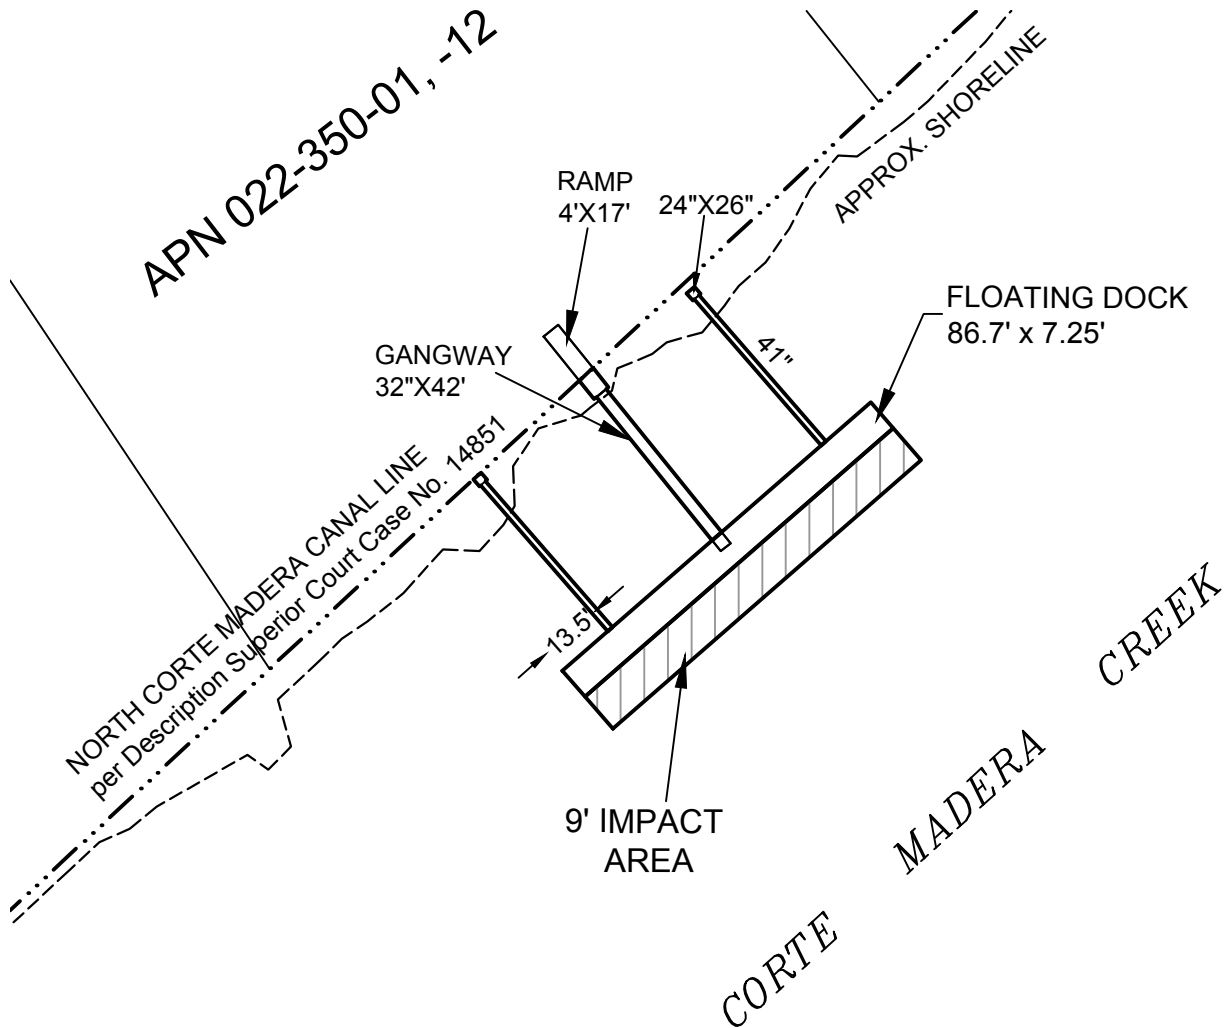 APN 022-350-01, -12
APPROX. SHORELINE
RAMP
4'X17'
24"X26"
FLOATING DOCK
86.7' x 7.25'
GANGWAY
32"X42'
41"
NORTH CORTE MADERA CANAL LINE
per Description Superior Court Case No. 14851
13.5'
9' IMPACT
AREA
CORTE MADERA CREEK